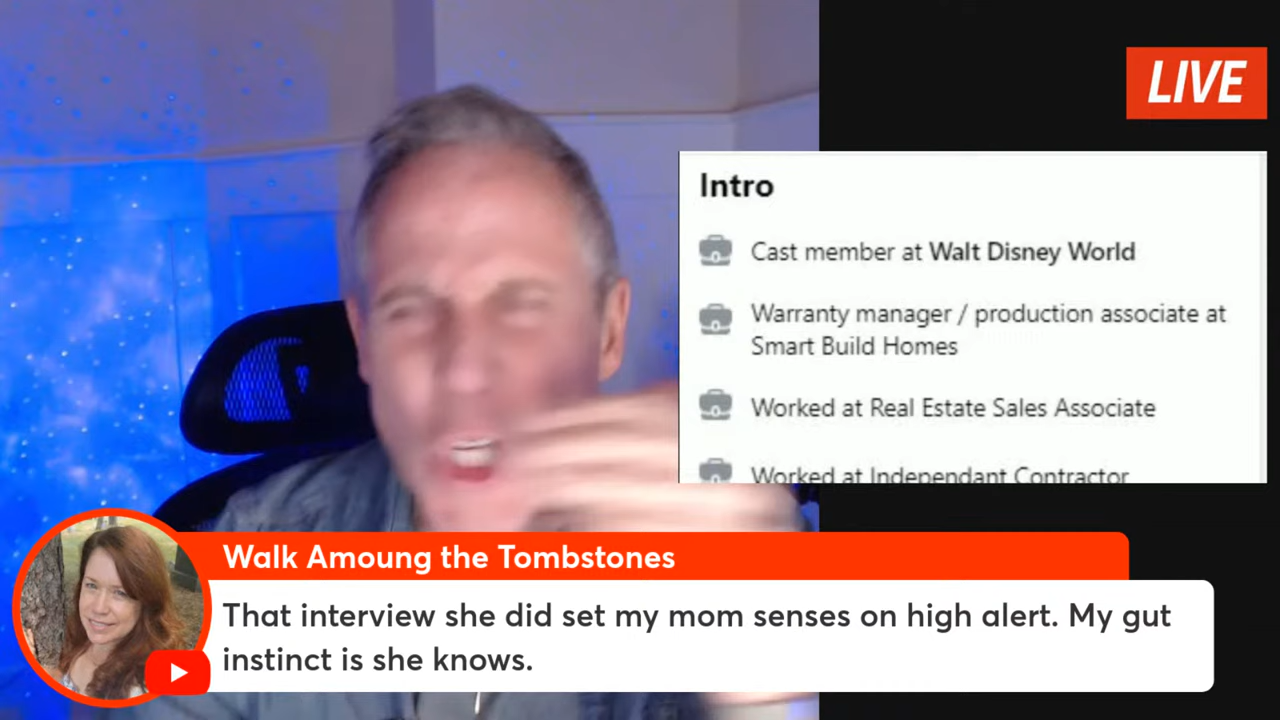 LIVE
Intro
Cast member at Walt Disney World
Warranty manager / production associate at
Smart Build Homes
Worked at Real Estate Sales Associate
Worked at Independant Contractor
Walk Amoung the Tombstones
That interview she did set my mom senses on high alert. My gut
instinct is she knows.